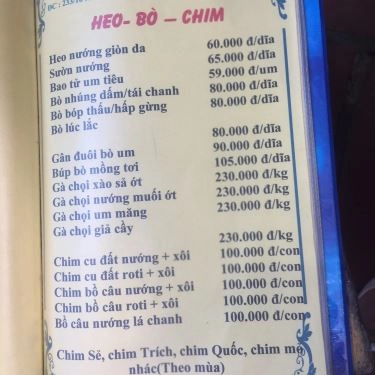 ĐC : 233/10
HEO- BÒ – CHIM
Heo nướng giòn da 60.000 đ/dĩa
Sườn nướng 65.000 đ/dĩa
Bao tử um tiêu 59.000 đ/um
Bò nhúng dấm/tái chanh 80.000 đ/dĩa
Bò bóp thấu/hấp gừng 80.000 đ/dĩa
Bò lúc lắc
80.000 đ/dĩa
Gân đuôi bò um 90.000 đ/dĩa
Búp bò mồng tơi 105.000 đ/dĩa
Gà chọi xào sả ớt 230.000 đ/kg
Gà chọi nướng muối ớt 230.000 đ/kg
Gà chọi um măng 230.000 đ/kg
Gà chọi giả cầy
230.000 đ/kg
Chim cu đất nướng + xôi 100.000 đ/con
Chim cu đất roti + xôi 100.000 đ/con
Chim bồ câu nướng + xôi 100.000 đ/con
Chim bồ câu roti + xôi 100.000 đ/con
Bồ câu nướng lá chanh 100.000 đ/con
Chim Sẻ, chim Trích, chim Quốc, chim mỏ
nhác(Theo mùa)